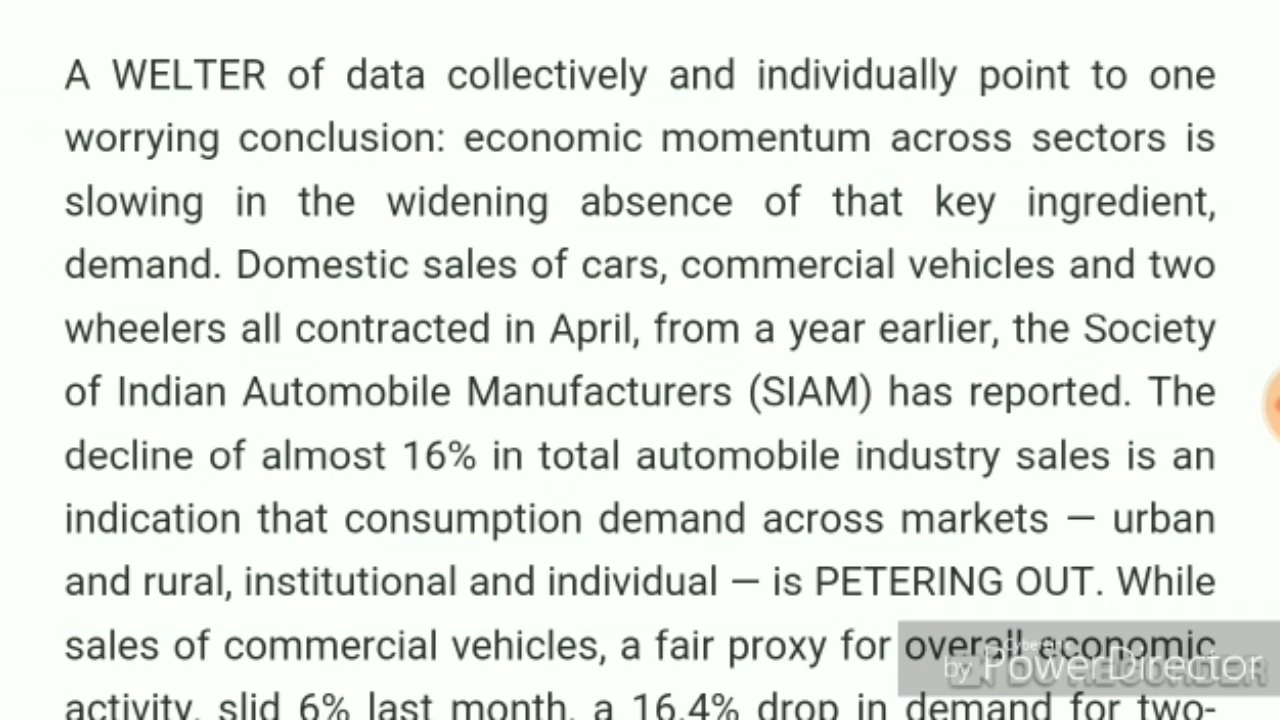 A WELTER of data collectively and individually point to one
worrying conclusion: economic momentum across sectors is
slowing in the widening absence of that key ingredient,
demand. Domestic sales of cars, commercial vehicles and two
wheelers all contracted in April, from a year earlier, the Society
of Indian Automobile Manufacturers (SIAM) has reported. The
decline of almost 16% in total automobile industry sales is an
indication that consumption demand across markets — urban
and rural, institutional and individual — is PETERING OUT. While
sales of commercial vehicles, a fair proxy for overall economic
by PowerDirector
activity, slid 6% last month, a 16.4% drop in demand for two-